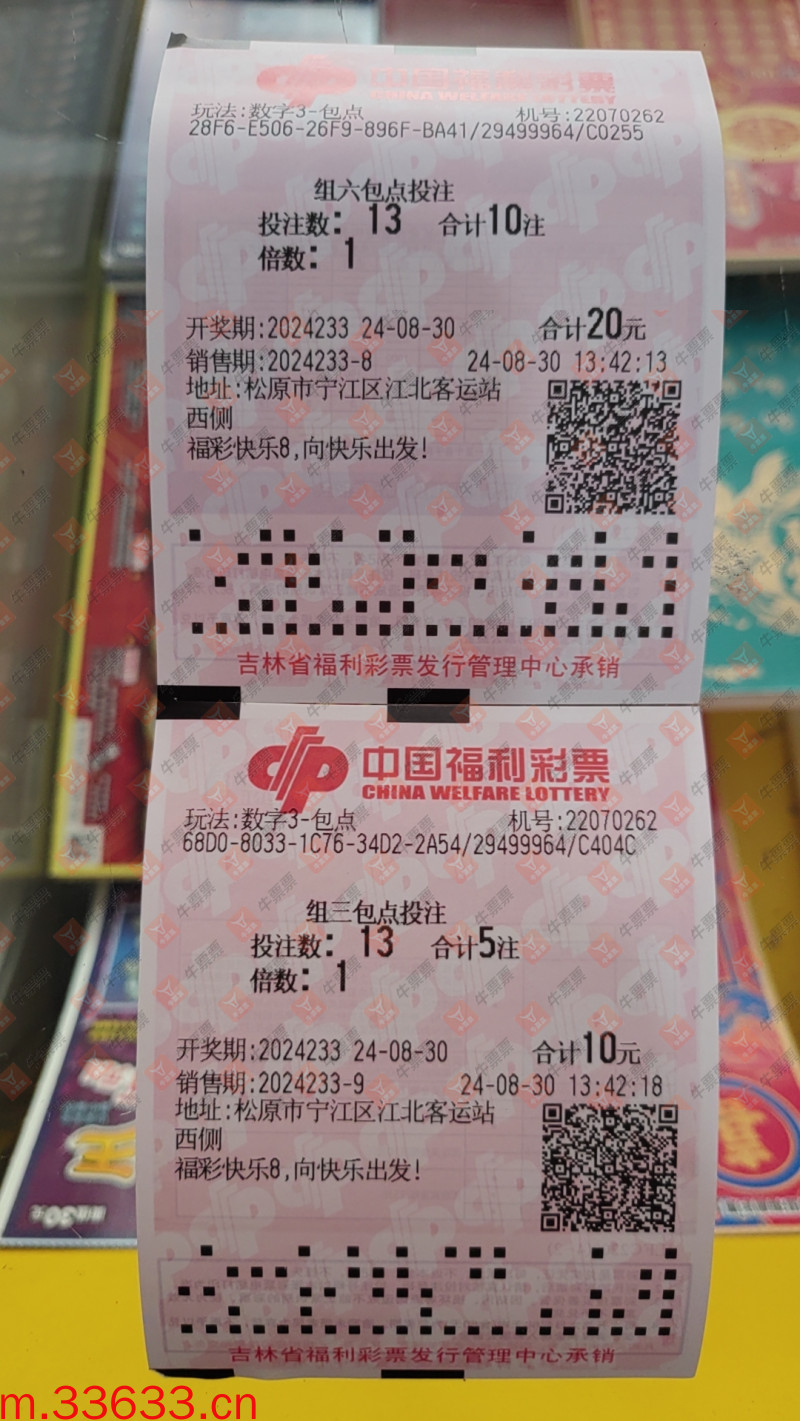 中国福利彩票
CHINA WELFARE LOTTERY
玩法:数字3-包点 机号:22070262
28F6-E506-26F9-896F-BA41/29499964/C0255
组六包点投注
投注数: 13 合计10注
倍数: 1
开奖期:2024233 24-08-30 合计20元
销售期:2024233-8 24-08-30 13:42:13
地址:松原市宁江区江北客运站
西侧
福彩快乐8,向快乐出发!
吉林省福利彩票发行管理中心承销
中国福利彩票
CHINA WELFARE LOTTERY
玩法:数字3-包点 机号:22070262
68D0-8033-1C76-34D2-2A54/29499964/C404C
组三包点投注
投注数: 13 合计5注
倍数: 1
开奖期:2024233 24-08-30 合计10元
销售期:2024233-9 24-08-30 13:42:18
地址:松原市宁江区江北客运站
西侧
福彩快乐8,向快乐出发!
吉林省福利彩票发行管理中心承销
牛票票
m.33633.cn